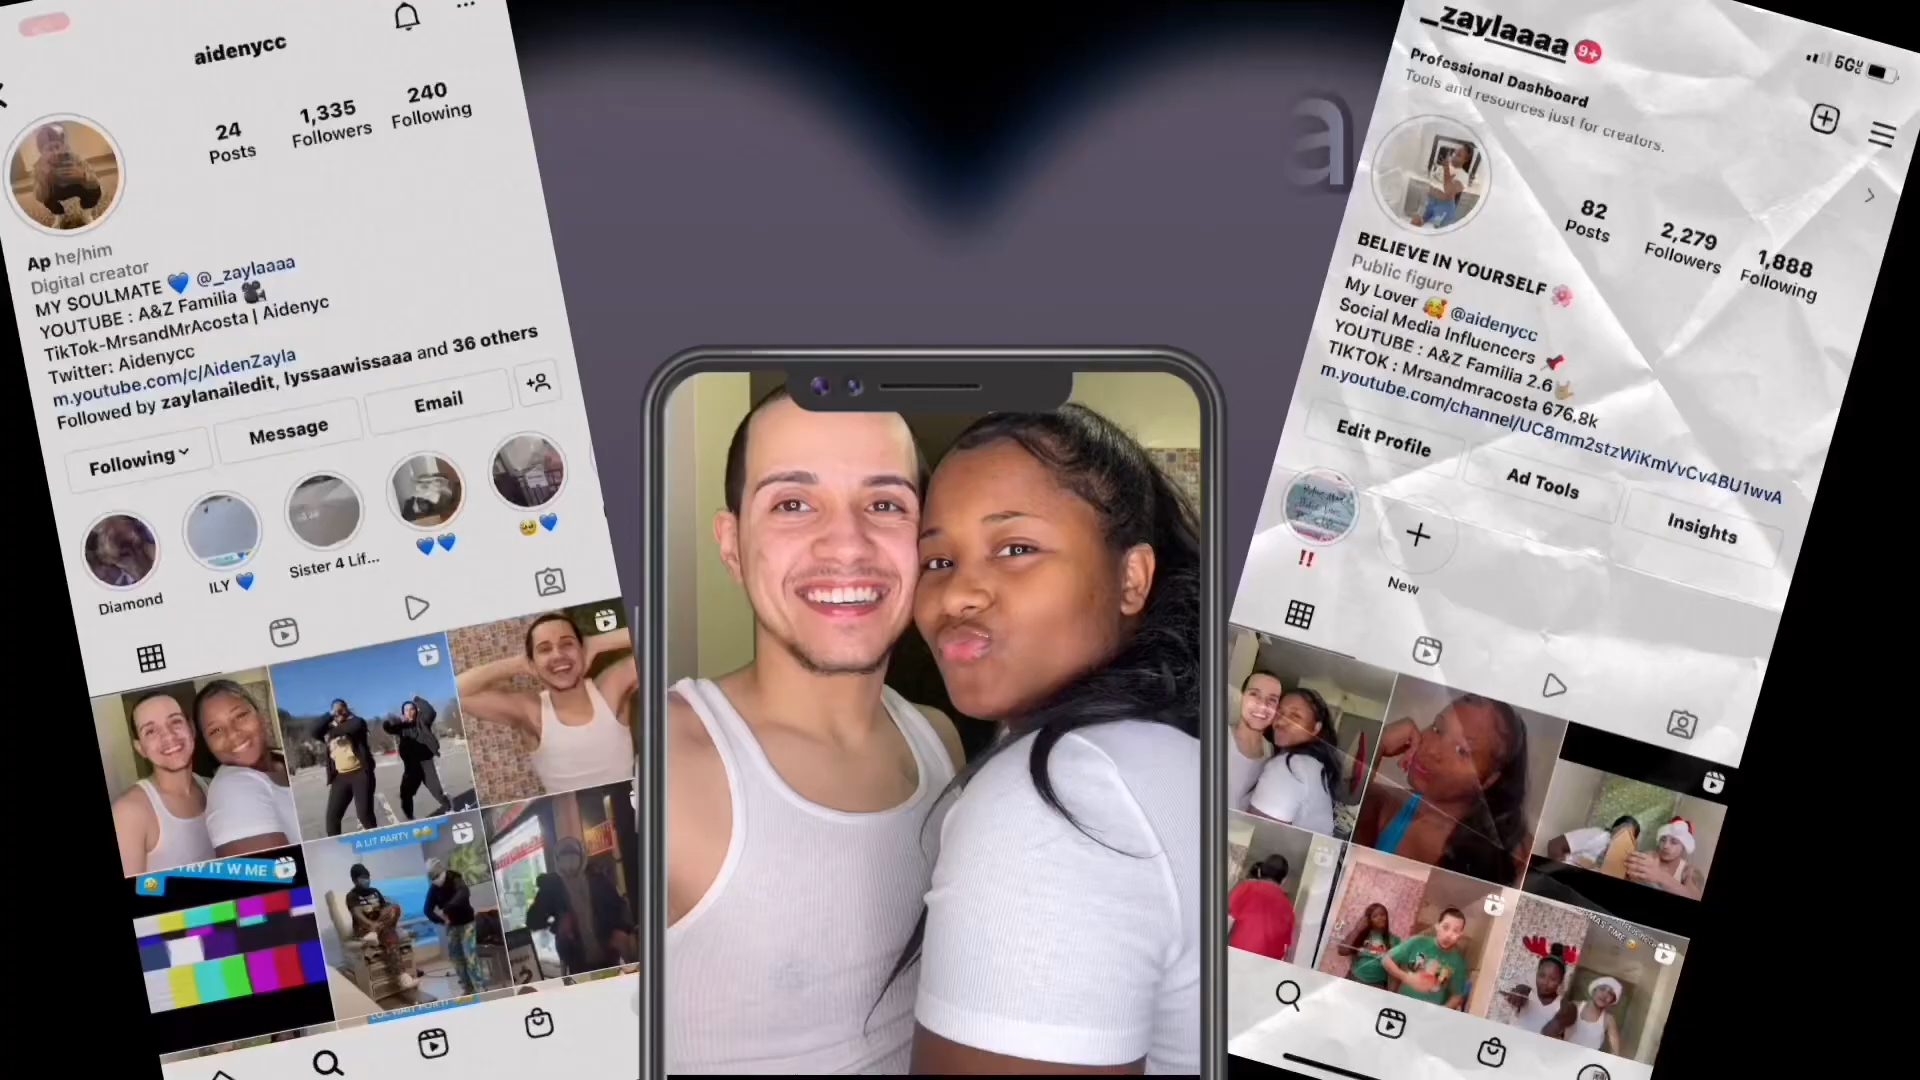 aidenycc
24 1,335 240
Posts Followers Following
Ap he/him
Digital creator
MY SOULMATE 💙 @_zaylaaaa
YOUTUBE : A&Z Familia 🎥
TikTok-MrsandMrAcosta | Aidenyc
Twitter: Aidenycc
m.youtube.com/c/AidenZayla
Followed by zaylanailedit, lyssaawissaaa and 36 others
Following Message Email
Diamond ILY 💙 Sister 4 Lif... 💙💙 🥺💙
TRY IT W ME
A LIT PARTY
a
_zaylaaaa 9+
5G
Professional Dashboard
Tools and resources just for creators.
82 2,279 1,888
Posts Followers Following
BELIEVE IN YOURSELF 🌸
Public figure
My Lover 🥰 @aidenycc
Social Media Influencers 📌
YOUTUBE : A&Z Familia 2.6🤟🏼
TIKTOK : Mrsandmracosta 676.8k
m.youtube.com/channel/UC8mm2stzWiKmVvCv4BU1wvA
Edit Profile Ad Tools Insights
‼️ New